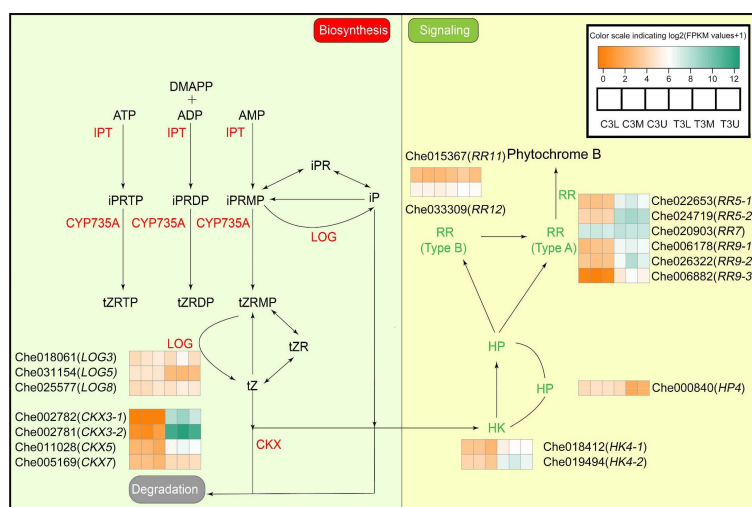 Biosynthesis
Signaling
Color scale indicating log2(FPKM values+1)
0 2 4 6 8 10 12
C3L C3M C3U T3L T3M T3U
DMAPP
+
ATP ADP AMP
IPT IPT IPT
iPR
iPRTP iPRDP iPRMP iP
CYP735A CYP735A CYP735A
LOG
tZRTP tZRDP tZRMP
LOG
tZR
tZ
CKX
Che018061(LOG3)
Che031154(LOG5)
Che025577(LOG8)
Che002782(CKX3-1)
Che002781(CKX3-2)
Che011028(CKX5)
Che005169(CKX7)
Degradation
Che015367(RR11)
Phytochrome B
Che033309(RR12)
RR
RR
(Type B)
RR
(Type A)
Che022653(RR5-1
Che024719(RR5-2
Che020903(RR7)
Che006178(RR9-1
Che026322(RR9-2
Che006882(RR9-3
HP
HP
Che000840(HP4)
HK
Che018412(HK4-1)
Che019494(HK4-2)